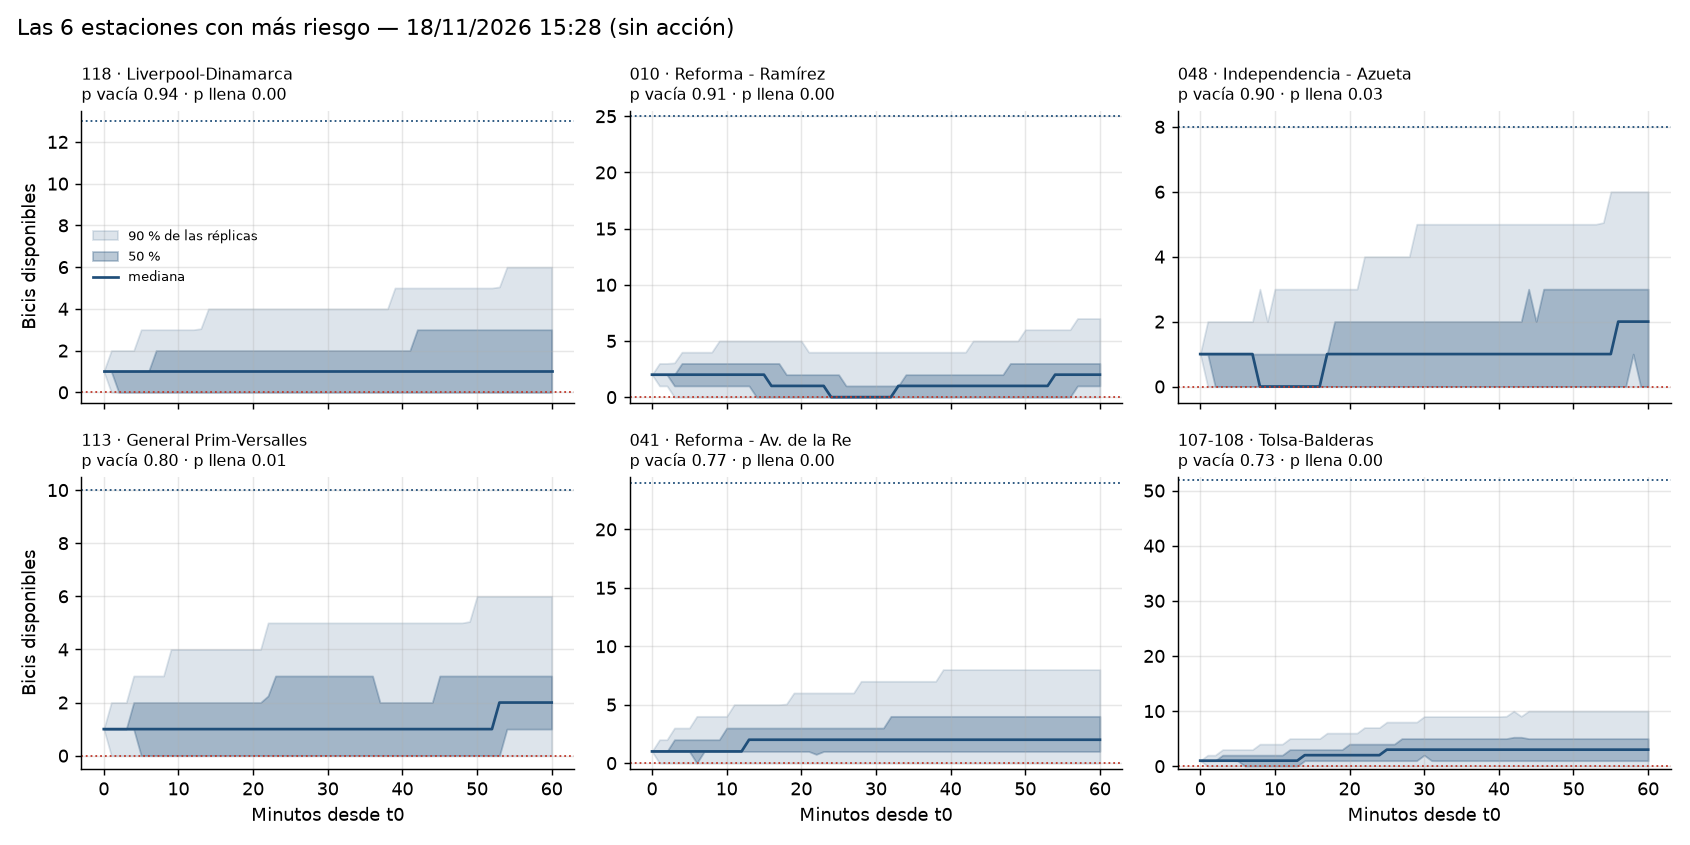 Las 6 estaciones con más riesgo — 18/11/2026 15:28 (sin acción)
118 · Liverpool-Dinamarca
p vacía 0.94 · p llena 0.00
12
10
8
6
4
2
0
Bicis disponibles
90 % de las réplicas
50 %
mediana
010 · Reforma - Ramírez
p vacía 0.91 · p llena 0.00
25
20
15
10
5
0
048 · Independencia - Azueta
p vacía 0.90 · p llena 0.03
8
6
4
2
0
113 · General Prim-Versalles
p vacía 0.80 · p llena 0.01
10
8
6
4
2
0
Bicis disponibles
0 10 20 30 40 50 60
Minutos desde t0
041 · Reforma - Av. de la Re
p vacía 0.77 · p llena 0.00
20
15
10
5
0
0 10 20 30 40 50 60
Minutos desde t0
107-108 · Tolsa-Balderas
p vacía 0.73 · p llena 0.00
50
40
30
20
10
0
0 10 20 30 40 50 60
Minutos desde t0